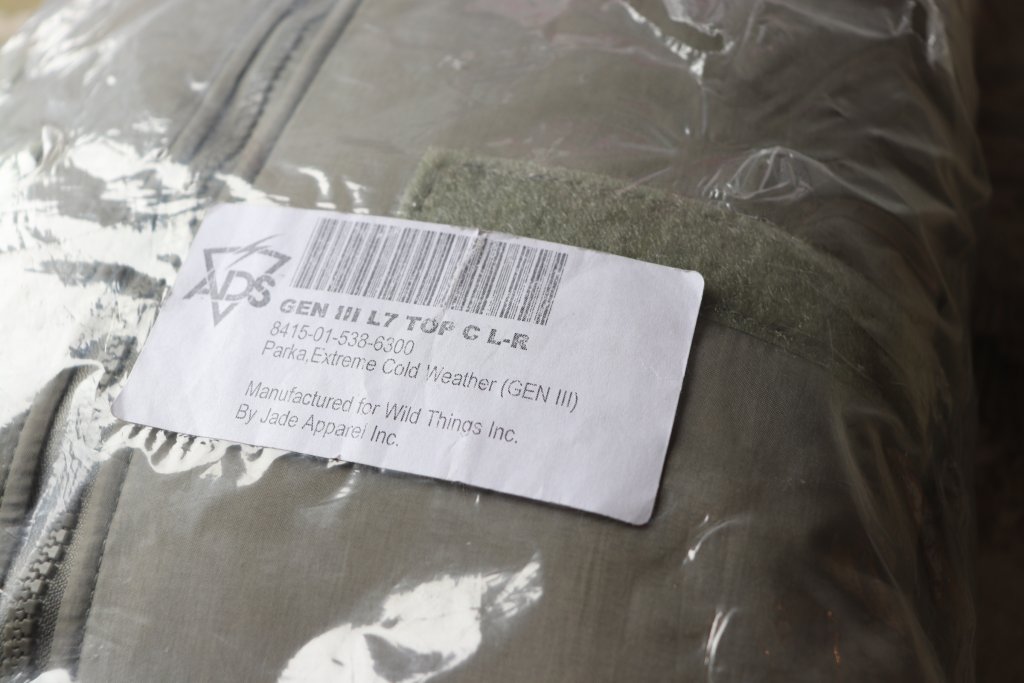 ADS
GEN III L7 TOP C L-R
8415-01-538-6300
Parka,Extreme Cold Weather (GEN III)
Manufactured for Wild Things Inc.
By Jade Apparel Inc.